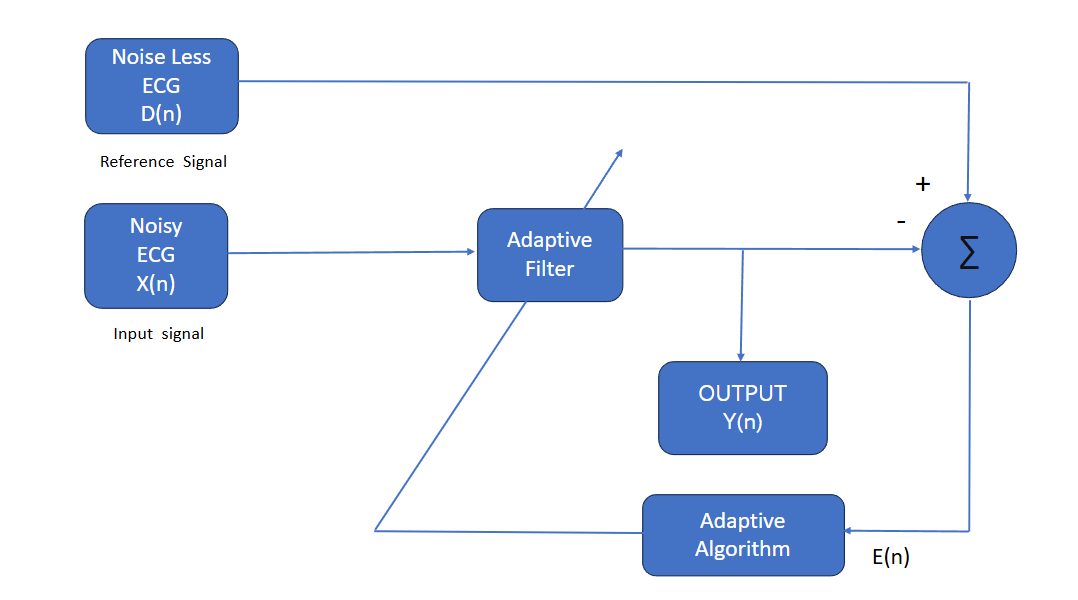 Noise Less
ECG
D(n)
Reference Signal
+
-
Noisy
ECG
X(n)
Input signal
Adaptive
Filter
∑
OUTPUT
Y(n)
Adaptive
Algorithm
E(n)